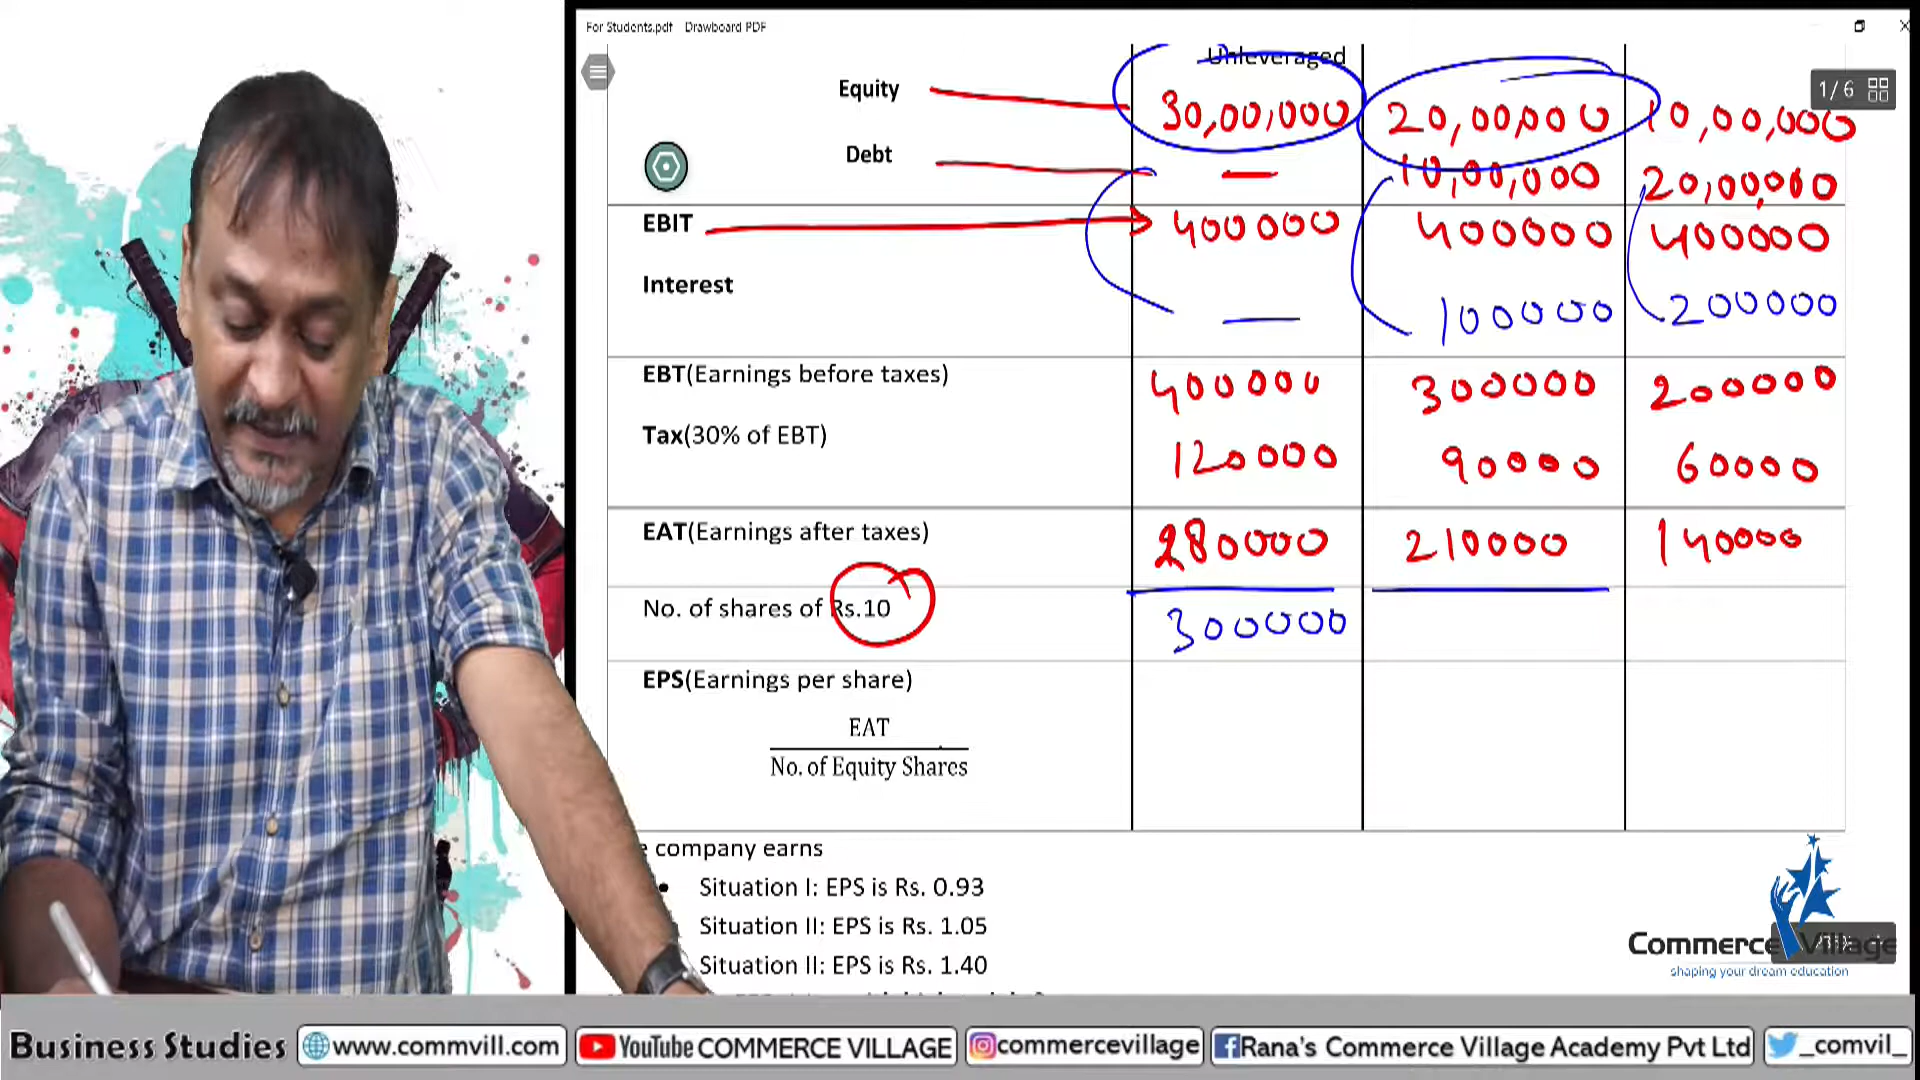 For Students.pdf Drawboard PDF
Unleveraged
1 / 6
Equity 30,00,000 20,00,000 10,00,000
Debt — 10,00,000 20,00,000
EBIT 400000 400000 400000
Interest — 100000 200000
EBT(Earnings before taxes) 400000 300000 200000
Tax(30% of EBT) 120000 90000 60000
EAT(Earnings after taxes) 280000 210000 140000
No. of shares of Rs.10 300000
EPS(Earnings per share)
EAT
No. of Equity Shares
company earns
• Situation I: EPS is Rs. 0.93
Situation II: EPS is Rs. 1.05
Situation II: EPS is Rs. 1.40
Commerce Village
shaping your dream education
Business Studies www.commvill.com YouTube COMMERCE VILLAGE commercevillage Rana's Commerce Village Academy Pvt Ltd _comvil_